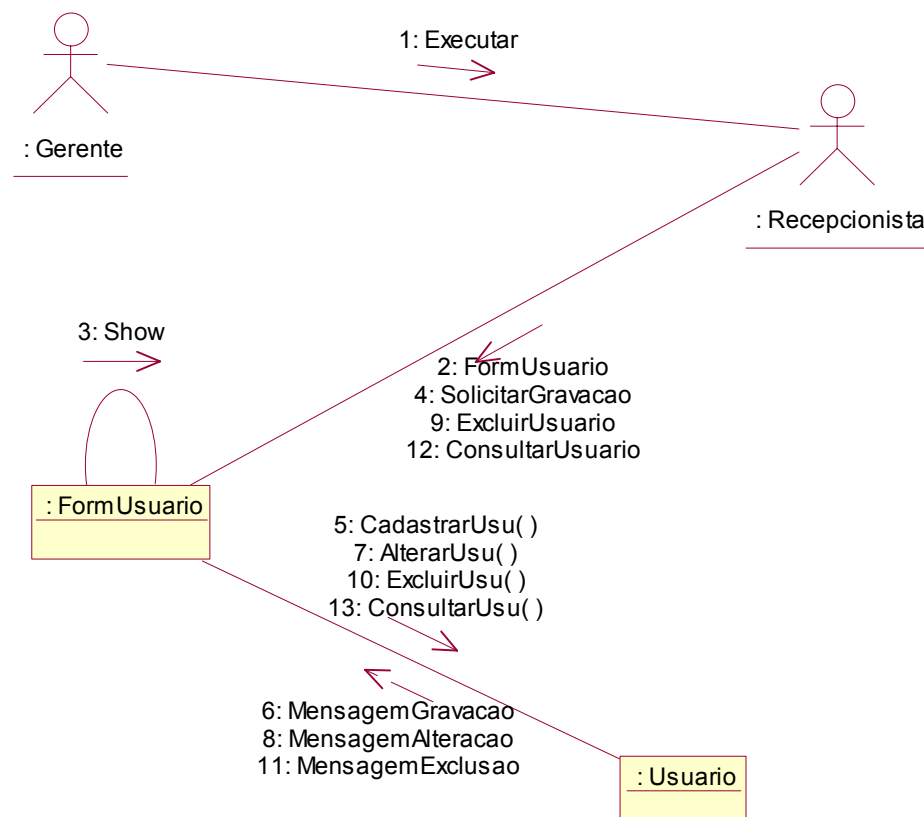 1: Executar
: Gerente
: Recepcionista
3: Show
2: FormUsuario
4: SolicitarGravacao
9: ExcluirUsuario
12: ConsultarUsuario
: FormUsuario
5: CadastrarUsu( )
7: AlterarUsu( )
10: ExcluirUsu( )
13: ConsultarUsu( )
6: MensagemGravacao
8: MensagemAlteracao
11: MensagemExclusao
: Usuario